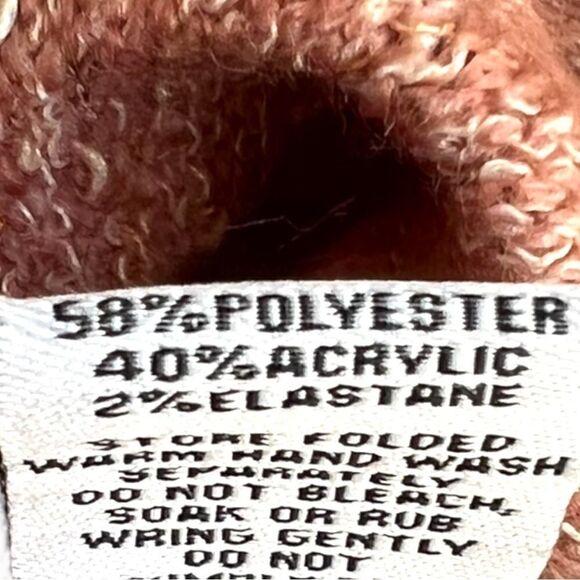 58%POLYESTER
40%ACRYLIC
2%ELASTANE
STORE FOLDED
WARM HAND WASH
SEPARATELY
DO NOT BLEACH,
SOAK OR RUB
WRING GENTLY
DO NOT